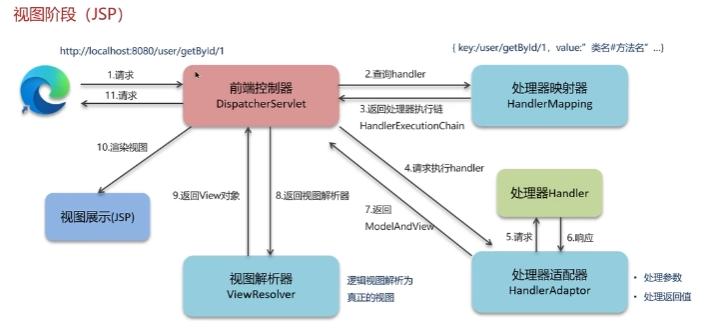 视图阶段（JSP）
http://localhost:8080/user/getById/1
{ key:/user/getById/1，value:”类名#方法名”...}
1.请求
11.请求
前端控制器
DispatcherServlet
2.查询handler
3.返回处理器执行链
HandlerExecutionChain
处理器映射器
HandlerMapping
10.渲染视图
4.请求执行handler
9.返回View对象
8.返回视图解析器
7.返回
ModelAndView
处理器Handler
视图展示(JSP)
5.请求
6.响应
视图解析器
ViewResolver
逻辑视图解析为
真正的视图
处理器适配器
HandlerAdaptor
• 处理参数
• 处理返回值